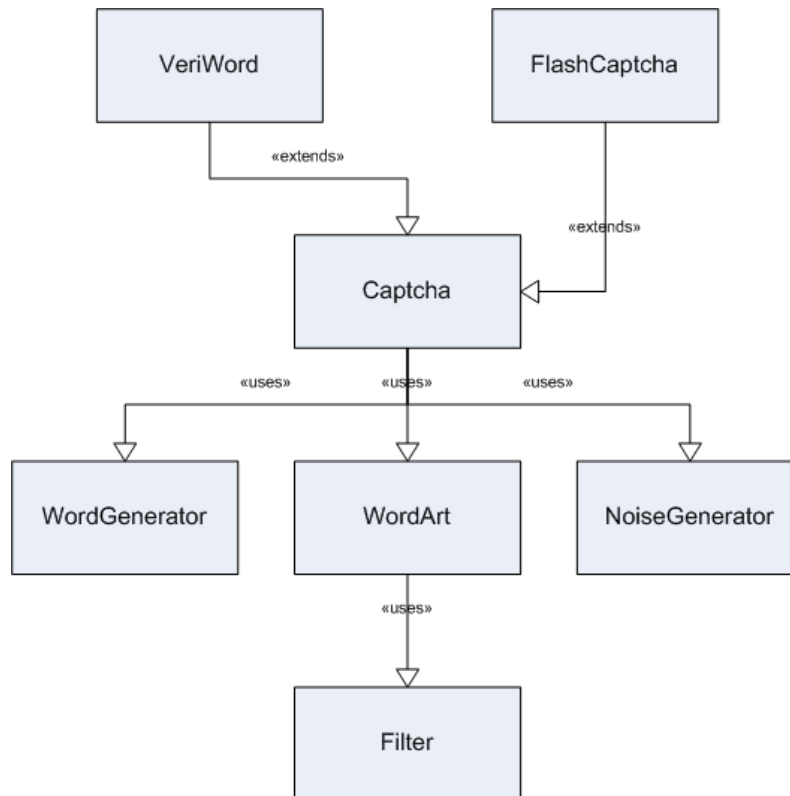 VeriWord
FlashCaptcha
«extends»
«extends»
Captcha
«uses»
«uses»
«uses»
WordGenerator
WordArt
NoiseGenerator
«uses»
Filter